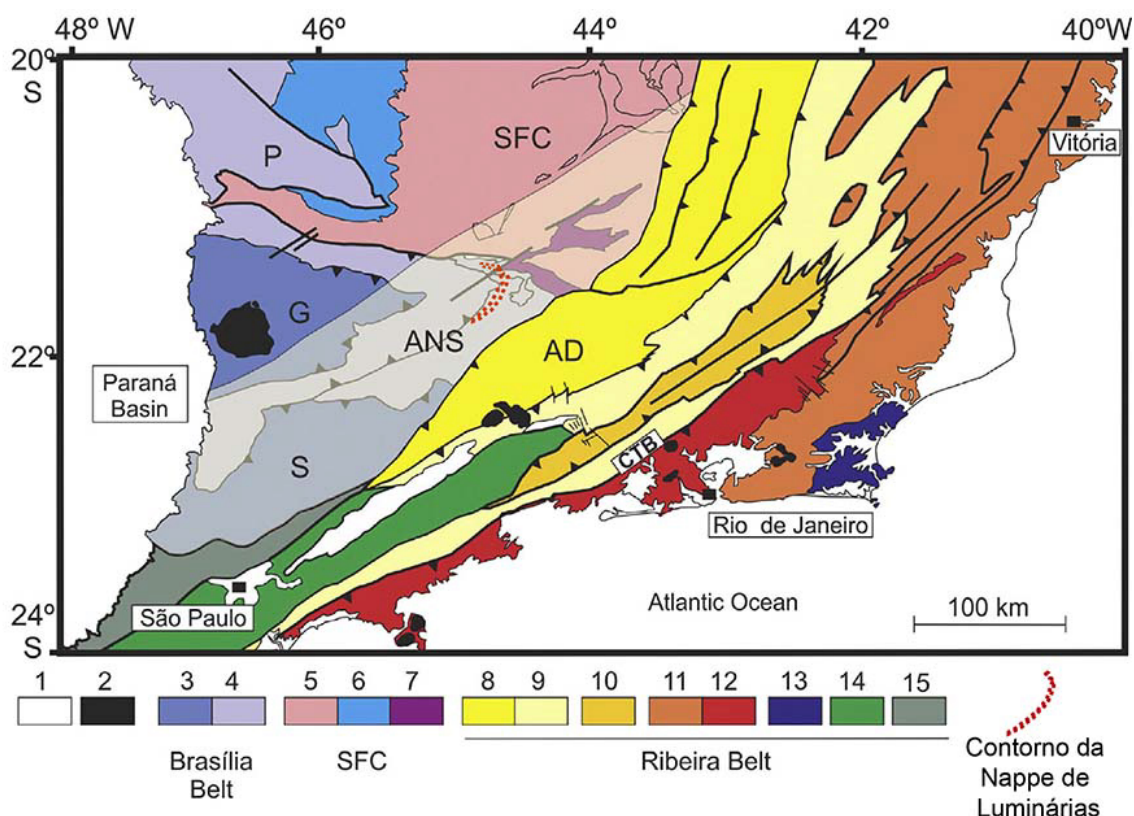 48º W 46º 44º 42º 40ºW
20º
S
P
SFC
Vitória
G
ANS
AD
22º
Paraná
Basin
S
CTB
Rio de Janeiro
24º
S
São Paulo
Atlantic Ocean
100 km
1 2 3 4 5 6 7 8 9 10 11 12 13 14 15
Brasília
Belt
SFC
Ribeira Belt
Contorno da
Nappe de
Luminárias